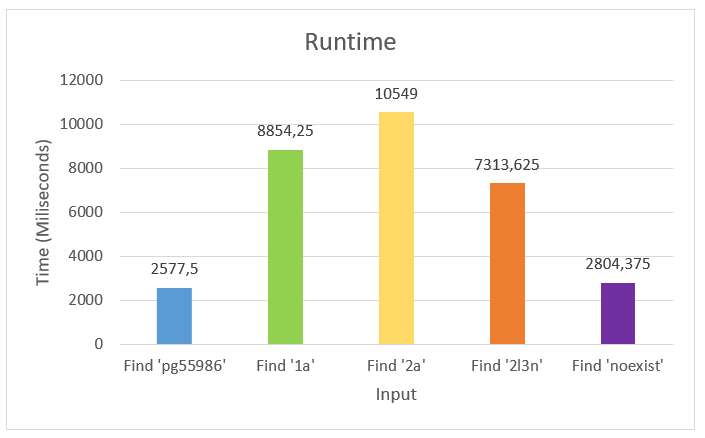 Runtime
12000
10000
8000
6000
4000
2000
0
Time (Miliseconds)
2577,5
8854,25
10549
7313,625
2804,375
Find 'pg55986'
Find '1a'
Find '2a'
Find '2l3n'
Find 'noexist'
Input